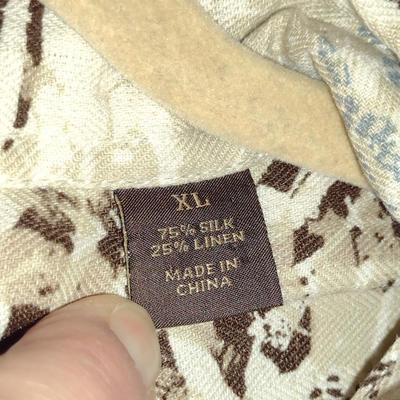 XL
75% SILK
25% LINEN
MADE IN
CHINA